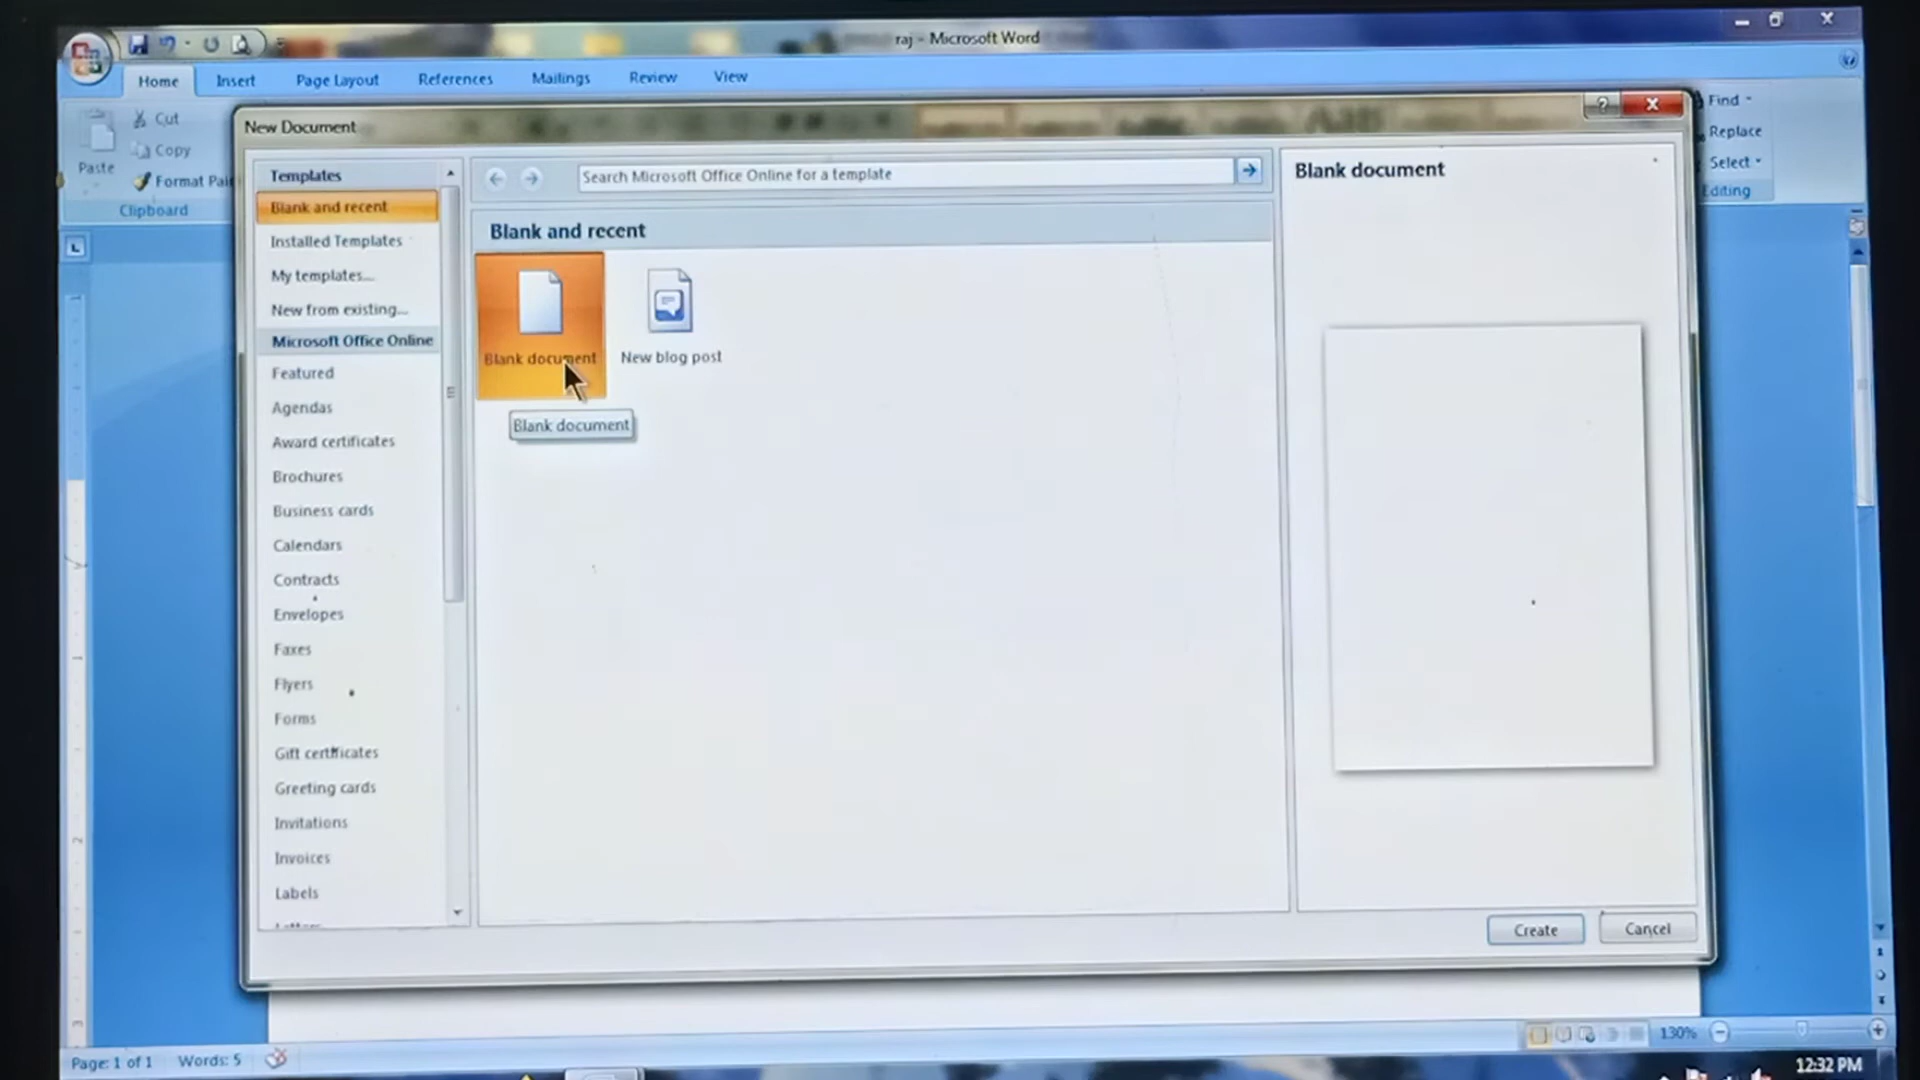 raj - Microsoft Word
Home Insert Page Layout References Mailings Review View
Paste
Cut
Copy
Format Pain
Clipboard
Find
Replace
Select
Editing
New Document
Templates
Blank and recent
Installed Templates
My templates...
New from existing...
Microsoft Office Online
Featured
Agendas
Award certificates
Brochures
Business cards
Calendars
Contracts
Envelopes
Faxes
Flyers
Forms
Gift certificates
Greeting cards
Invitations
Invoices
Labels
Search Microsoft Office Online for a template
Blank and recent
Blank document
New blog post
Blank document
Blank document
Create
Cancel
Page: 1 of 1 Words: 5
130%
12:32 PM